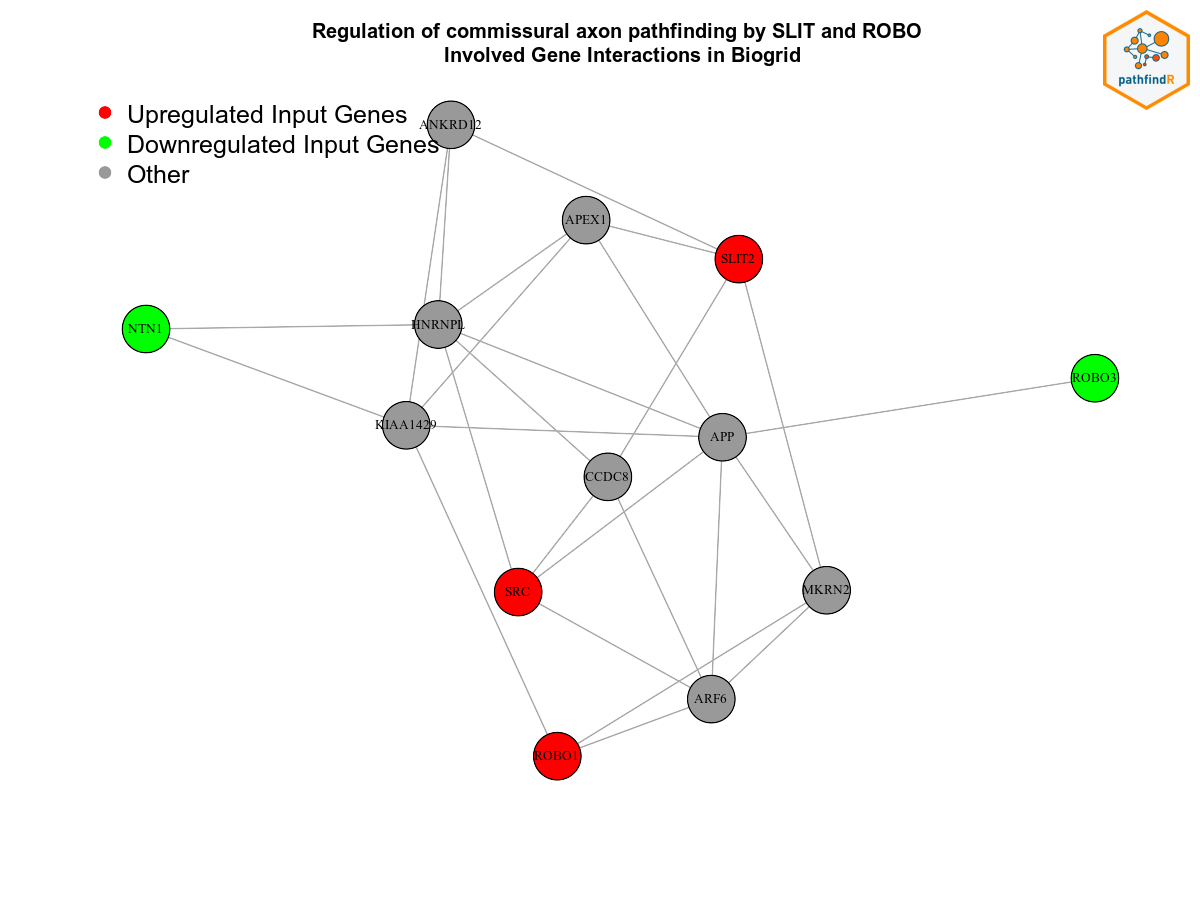 Regulation of commissural axon pathfinding by SLIT and ROBO
Involved Gene Interactions in Biogrid
pathfindR
Upregulated Input Genes
Downregulated Input Genes
Other
ANKRD12
APEX1
SLIT2
NTN1
HNRNPL
ROBO3
KIAA1429
APP
CCDC8
SRC
MKRN2
ARF6
ROBO1